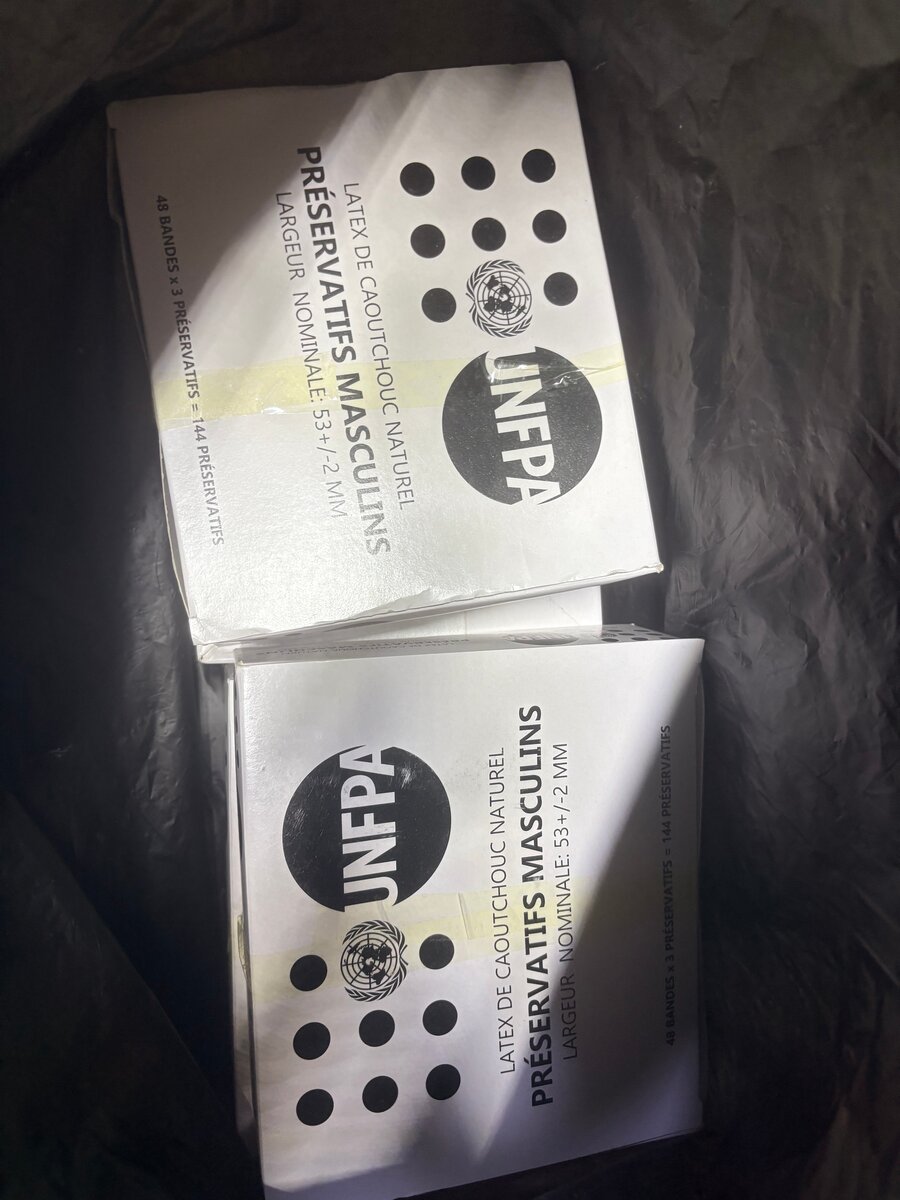 UNFPA
LATEX DE CAOUTCHOUC NATUREL
PRÉSERVATIFS MASCULINS
LARGEUR NOMINALE: 53+/-2 MM
48 BANDES x 3 PRÉSERVATIFS = 144 PRÉSERVATIFS
UNFPA
LATEX DE CAOUTCHOUC NATUREL
PRÉSERVATIFS MASCULINS
LARGEUR NOMINALE: 53+/-2 MM
48 BANDES x 3 PRÉSERVATIFS = 144 PRÉSERVATIFS